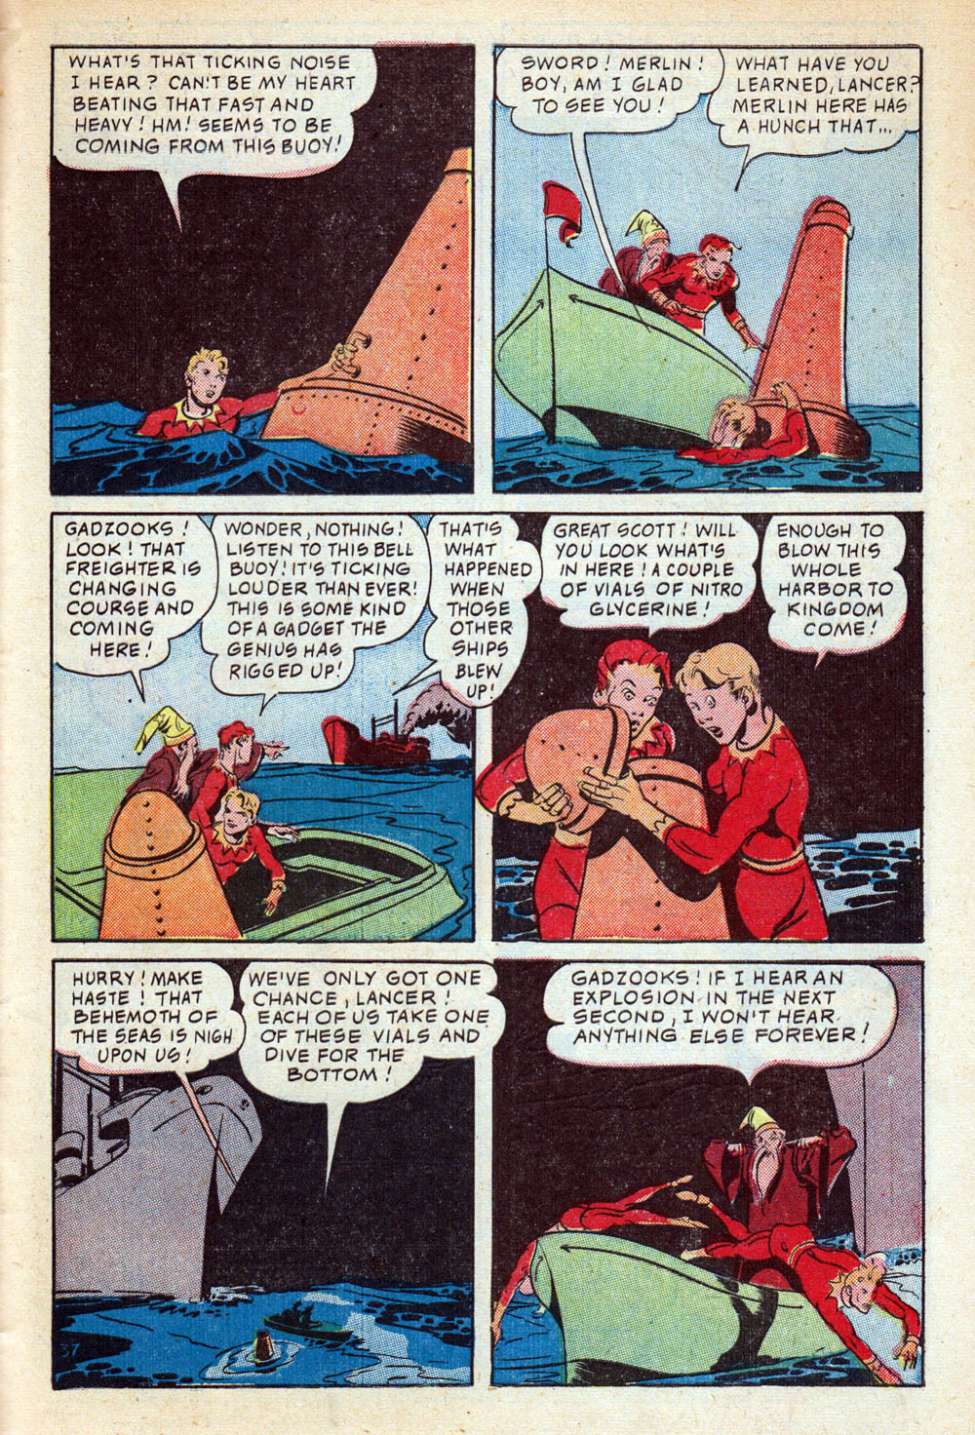 WHAT'S THAT TICKING NOISE
I HEAR? CAN'T BE MY HEART
BEATING THAT FAST AND
HEAVY! HM! SEEMS TO BE
COMING FROM THIS BUOY!
SWORD! MERLIN!
BOY, AM I GLAD
TO SEE YOU!
WHAT HAVE YOU
LEARNED, LANCER?
MERLIN HERE HAS
A HUNCH THAT...
GADZOOKS!
LOOK! THAT
FREIGHTER IS
CHANGING
COURSE AND
COMING
HERE!
WONDER, NOTHING!
LISTEN TO THIS BELL
BUOY! IT'S TICKING
LOUDER THAN EVER!
THIS IS SOME KIND
OF A GADGET THE
GENIUS HAS
RIGGED UP!
THAT'S
WHAT
HAPPENED
WHEN
THOSE
OTHER
SHIPS
BLEW
UP!
GREAT SCOTT! WILL
YOU LOOK WHAT'S
IN HERE! A COUPLE
OF VIALS OF NITRO
GLYCERINE!
ENOUGH TO
BLOW THIS
WHOLE
HARBOR TO
KINGDOM
COME!
HURRY! MAKE
HASTE! THAT
BEHEMOTH OF
THE SEAS IS NIGH
UPON US!
WE'VE ONLY GOT ONE
CHANCE, LANCER!
EACH OF US TAKE ONE
OF THESE VIALS AND
DIVE FOR THE
BOTTOM!
GADZOOKS! IF I HEAR AN
EXPLOSION IN THE NEXT
SECOND, I WON'T HEAR
ANYTHING ELSE FOREVER!
37